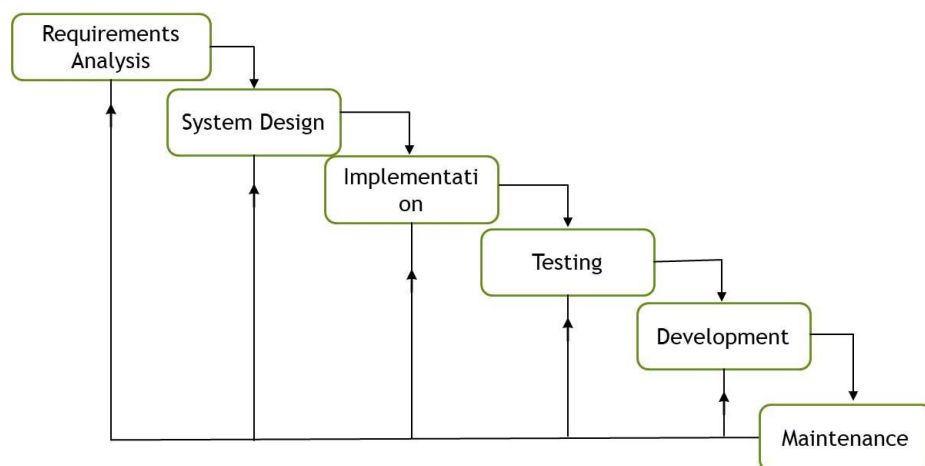 Requirements
Analysis
System Design
Implementati
on
Testing
Development
Maintenance